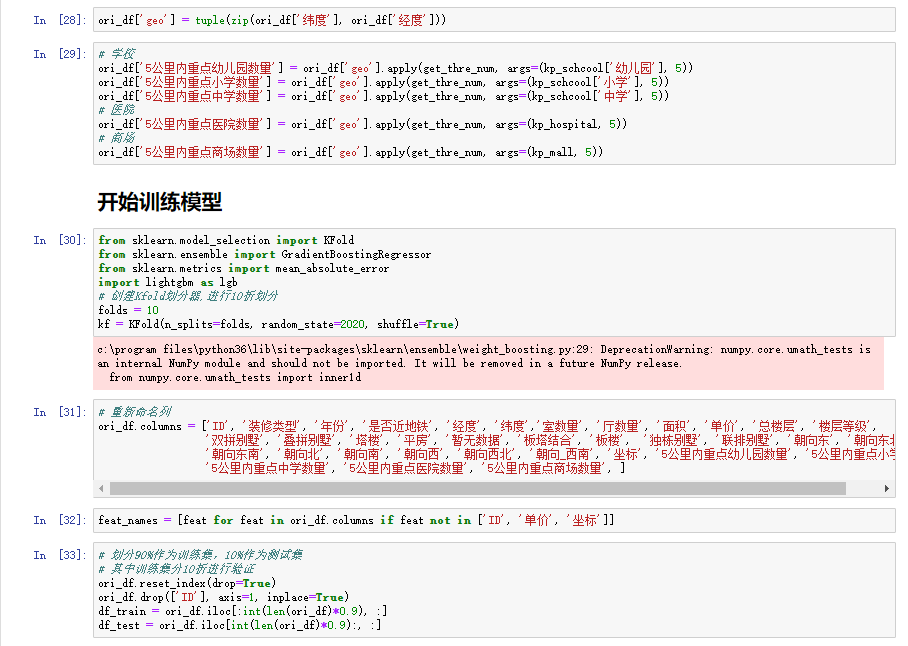 In [28]: ori_df['geo'] = tuple(zip(ori_df['纬度'], ori_df['经度']))
In [29]: # 学校
ori_df['5公里内重点幼儿园数量'] = ori_df['geo'].apply(get_thre_num, args=(kp_schcool['幼儿园'], 5))
ori_df['5公里内重点小学数量'] = ori_df['geo'].apply(get_thre_num, args=(kp_schcool['小学'], 5))
ori_df['5公里内重点中学数量'] = ori_df['geo'].apply(get_thre_num, args=(kp_schcool['中学'], 5))
# 医院
ori_df['5公里内重点医院数量'] = ori_df['geo'].apply(get_thre_num, args=(kp_hospital, 5))
# 商场
ori_df['5公里内重点商场数量'] = ori_df['geo'].apply(get_thre_num, args=(kp_mall, 5))
开始训练模型
In [30]: from sklearn.model_selection import KFold
from sklearn.ensemble import GradientBoostingRegressor
from sklearn.metrics import mean_absolute_error
import lightgbm as lgb
# 创建Kfold划分器,进行10折划分
folds = 10
kf = KFold(n_splits=folds, random_state=2020, shuffle=True)
c:\program files\python36\lib\site-packages\sklearn\ensemble\weight_boosting.py:29: DeprecationWarning: numpy.core.umath_tests is
an internal NumPy module and should not be imported. It will be removed in a future NumPy release.
from numpy.core.umath_tests import inner1d
In [31]: # 重新命名列
ori_df.columns = ['ID', '装修类型', '年份', '是否近地铁', '经度', '纬度','室数量', '厅数量', '面积', '单价', '总楼层', '楼层等级',
'双拼别墅', '叠拼别墅', '塔楼', '平房', '暂无数据', '板塔结合', '板楼', '独栋别墅', '联排别墅', '朝向东', '朝向东北
'朝向东南', '朝向北', '朝向南', '朝向西', '朝向西北', '朝向_西南', '坐标', '5公里内重点幼儿园数量', '5公里内重点小学
'5公里内重点中学数量', '5公里内重点医院数量', '5公里内重点商场数量', ]
In [32]: feat_names = [feat for feat in ori_df.columns if feat not in ['ID', '单价', '坐标']]
In [33]: # 划分90%作为训练集，10%作为测试集
# 其中训练集分10折进行验证
ori_df.reset_index(drop=True)
ori_df.drop(['ID'], axis=1, inplace=True)
df_train = ori_df.iloc[:int(len(ori_df)*0.9), :]
df_test = ori_df.iloc[int(len(ori_df)*0.9):, :]